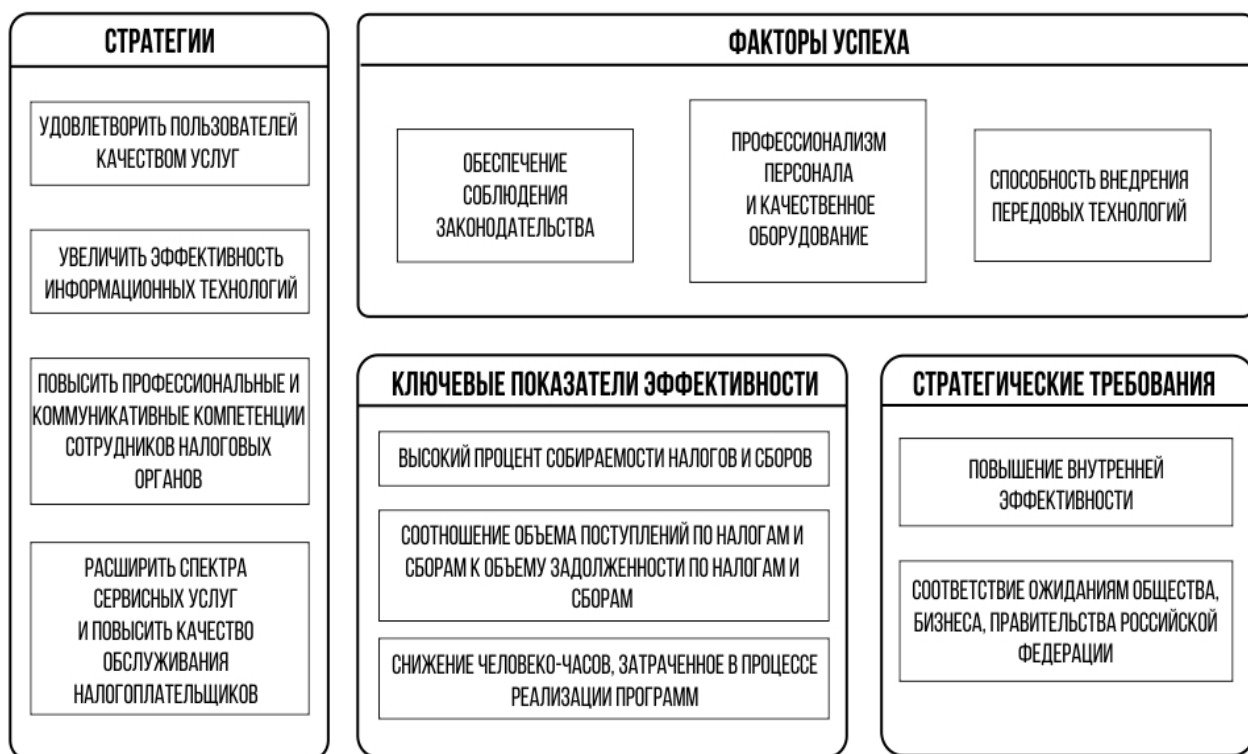 СТРАТЕГИИ
УДОВЛЕТВОРИТЬ ПОЛЬЗОВАТЕЛЕЙ
КАЧЕСТВОМ УСЛУГ
УВЕЛИЧИТЬ ЭФФЕКТИВНОСТЬ
ИНФОРМАЦИОННЫХ ТЕХНОЛОГИЙ
ПОВЫСИТЬ ПРОФЕССИОНАЛЬНЫЕ И
КОММУНИКАТИВНЫЕ КОМПЕТЕНЦИИ
СОТРУДНИКОВ НАЛОГОВЫХ
ОРГАНОВ
РАСШИРИТЬ СПЕКТРА
СЕРВИСНЫХ УСЛУГ
И ПОВЫСИТЬ КАЧЕСТВО
ОБСЛУЖИВАНИЯ
НАЛОГОПЛАТЕЛЬЩИКОВ
ФАКТОРЫ УСПЕХА
ОБЕСПЕЧЕНИЕ
СОБЛЮДЕНИЯ
ЗАКОНОДАТЕЛЬСТВА
ПРОФЕССИОНАЛИЗМ
ПЕРСОНАЛА
И КАЧЕСТВЕННОЕ
ОБОРУДОВАНИЕ
СПОСОБНОСТЬ ВНЕДРЕНИЯ
ПЕРЕДОВЫХ ТЕХНОЛОГИЙ
КЛЮЧЕВЫЕ ПОКАЗАТЕЛИ ЭФФЕКТИВНОСТИ
ВЫСОКИЙ ПРОЦЕНТ СОБИРАЕМОСТИ НАЛОГОВ И СБОРОВ
СООТНОШЕНИЕ ОБЪЕМА ПОСТУПЛЕНИЙ ПО НАЛОГАМ И
СБОРАМ К ОБЪЕМУ ЗАДОЛЖЕННОСТИ ПО НАЛОГАМ И
СБОРАМ
СНИЖЕНИЕ ЧЕЛОВЕКО-ЧАСОВ, ЗАТРАЧЕННОЕ В ПРОЦЕССЕ
РЕАЛИЗАЦИИ ПРОГРАММ
СТРАТЕГИЧЕСКИЕ ТРЕБОВАНИЯ
ПОВЫШЕНИЕ ВНУТРЕННЕЙ
ЭФФЕКТИВНОСТИ
СООТВЕТСТВИЕ ОЖИДАНИЯМ ОБЩЕСТВА,
БИЗНЕСА, ПРАВИТЕЛЬСТВА РОССИЙСКОЙ
ФЕДЕРАЦИИ